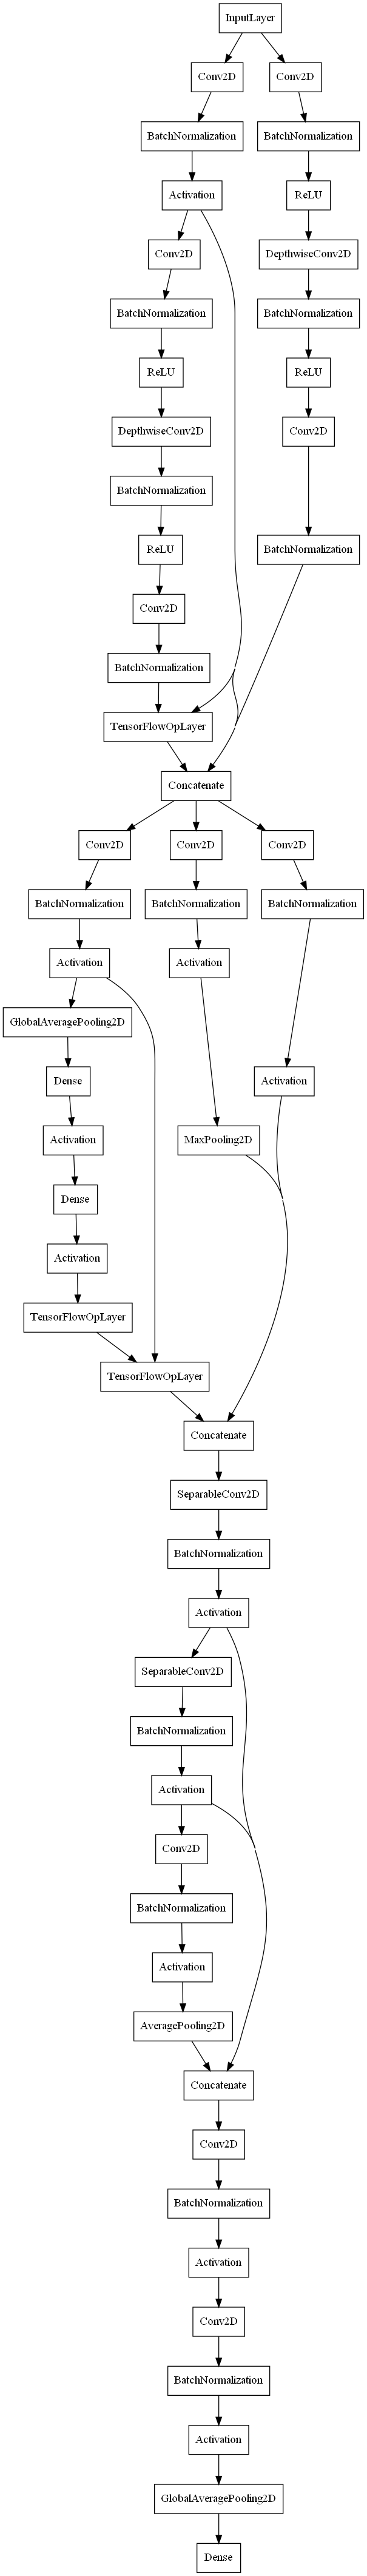 InputLayer
Conv2D Conv2D
BatchNormalization BatchNormalization
Activation ReLU
Conv2D DepthwiseConv2D
BatchNormalization BatchNormalization
ReLU ReLU
DepthwiseConv2D Conv2D
BatchNormalization
ReLU BatchNormalization
Conv2D
BatchNormalization
TensorFlowOpLayer
Concatenate
Conv2D Conv2D Conv2D
BatchNormalization BatchNormalization BatchNormalization
Activation Activation
GlobalAveragePooling2D
Dense Activation
Activation MaxPooling2D
Dense
Activation
TensorFlowOpLayer
TensorFlowOpLayer
Concatenate
SeparableConv2D
BatchNormalization
Activation
SeparableConv2D
BatchNormalization
Activation
Conv2D
BatchNormalization
Activation
AveragePooling2D
Concatenate
Conv2D
BatchNormalization
Activation
Conv2D
BatchNormalization
Activation
GlobalAveragePooling2D
Dense